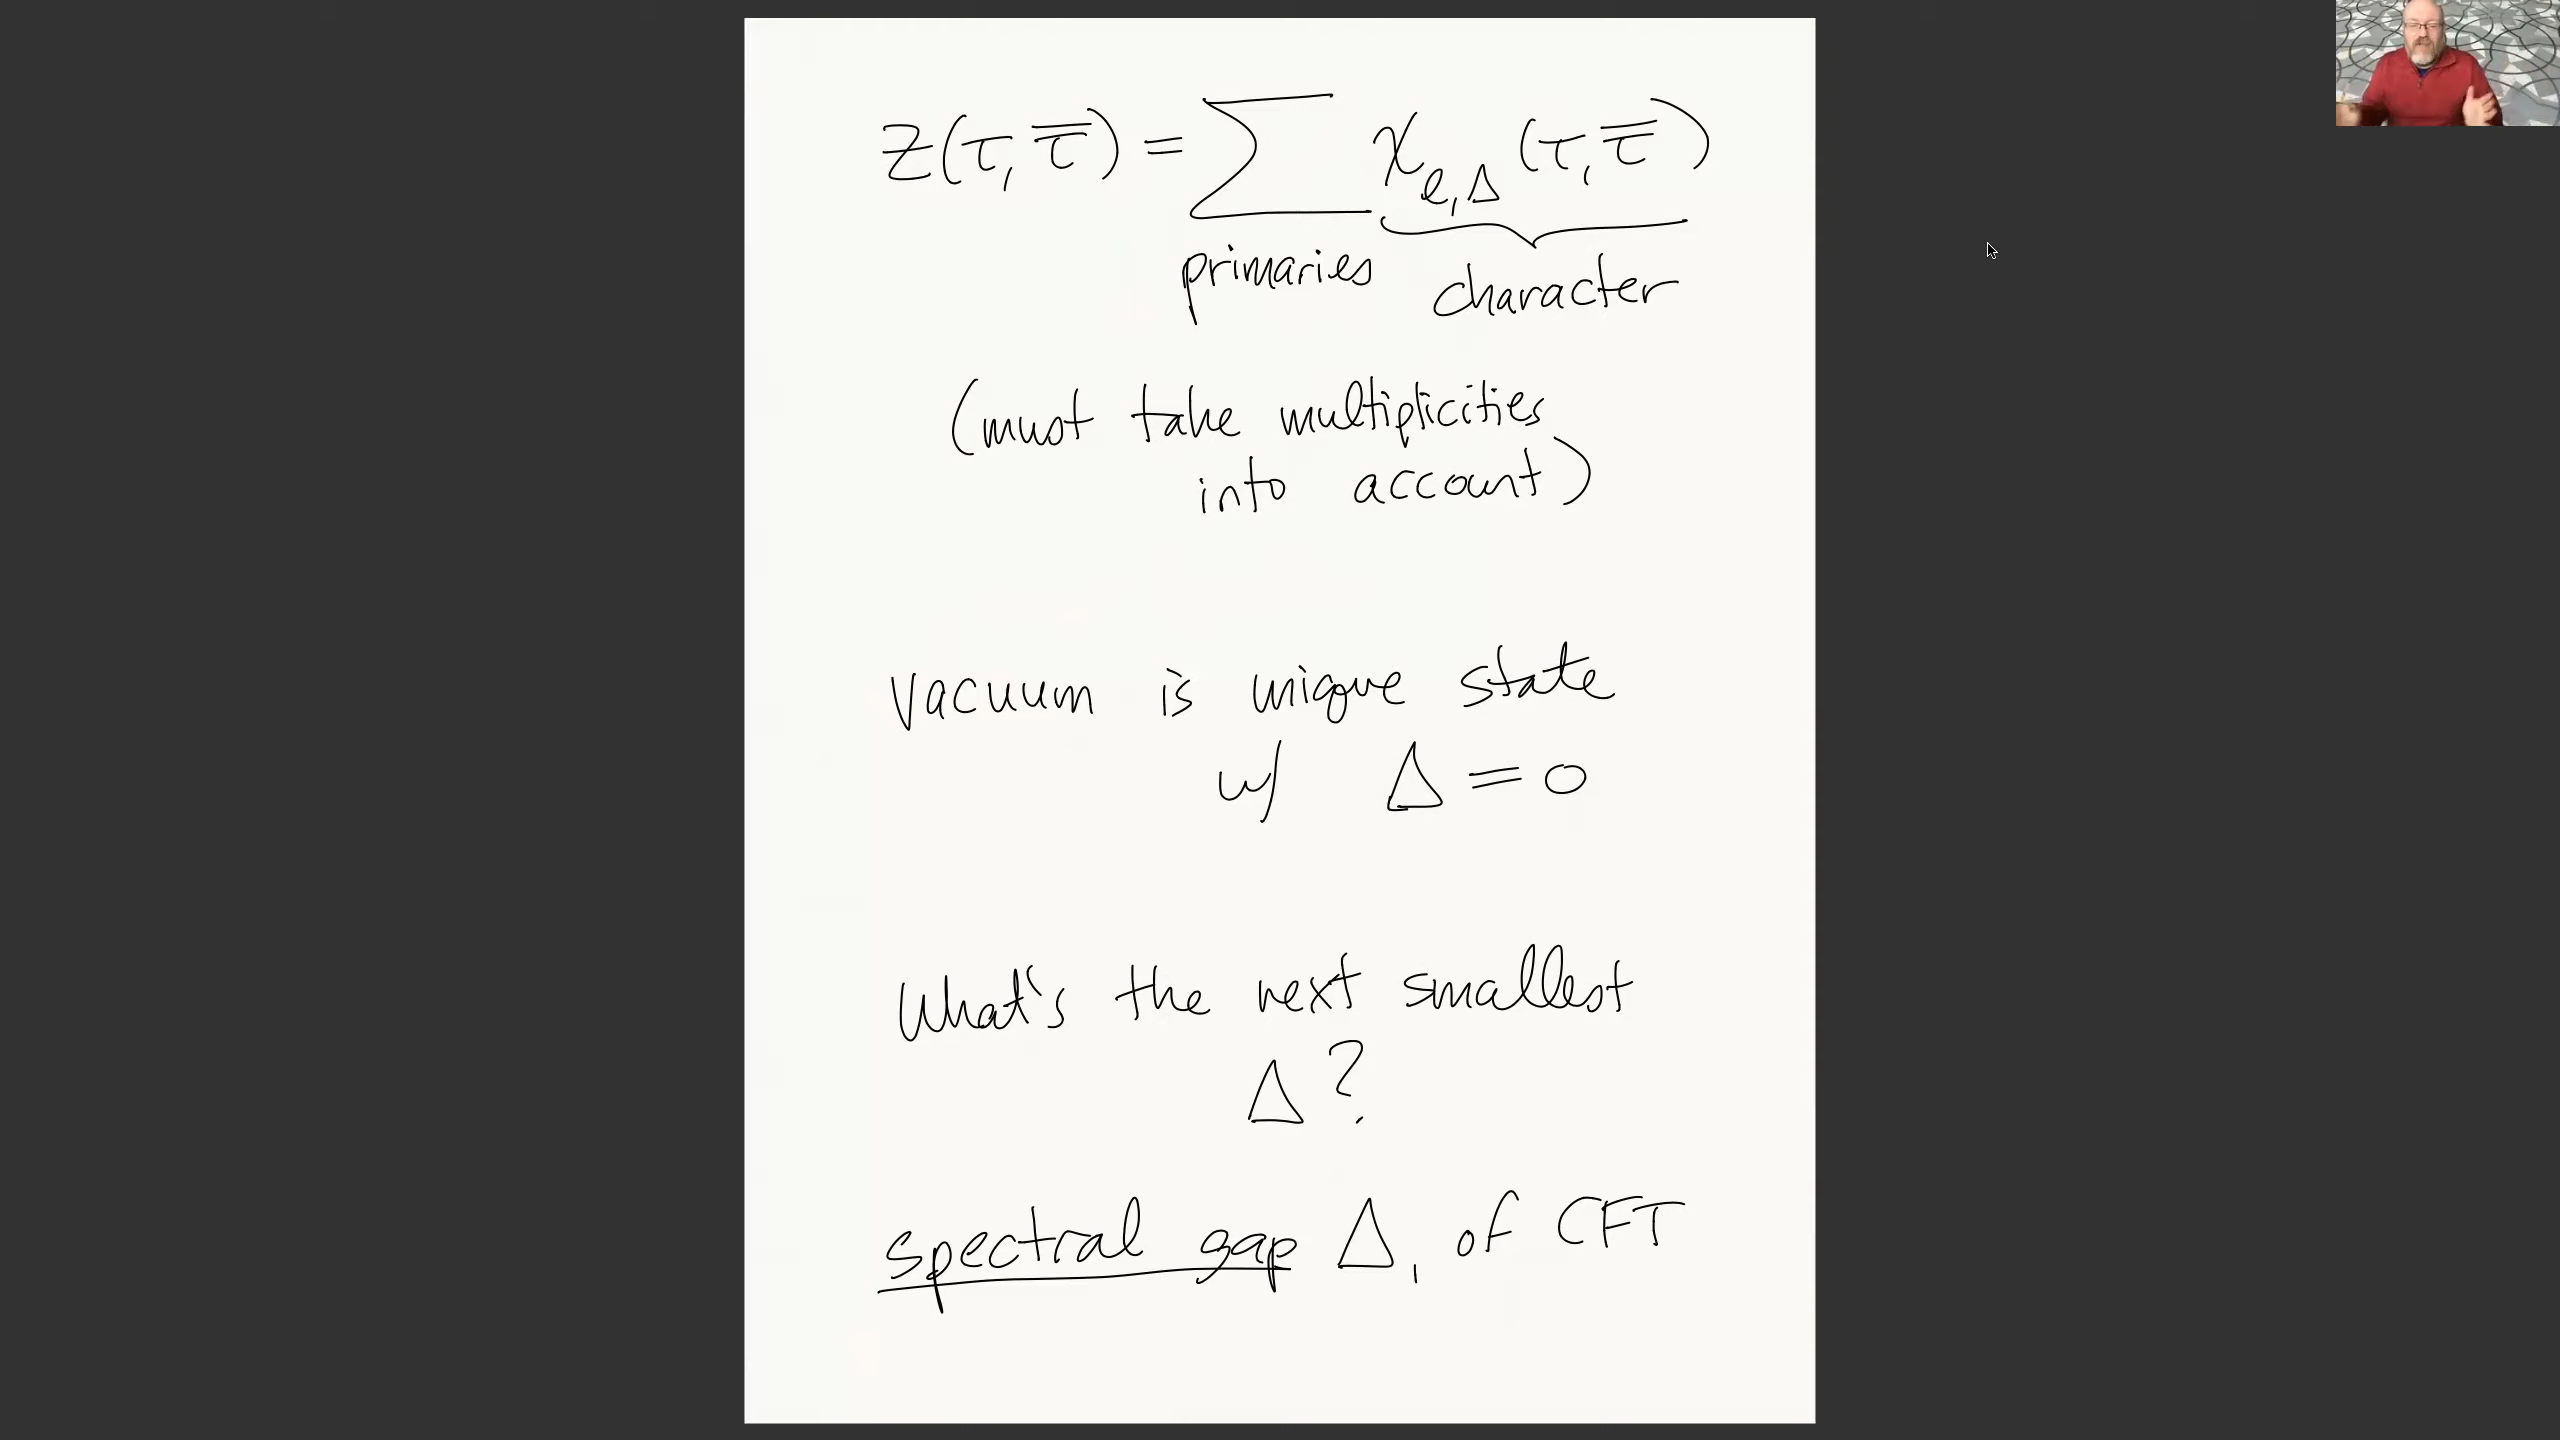 Z(τ, τ̅) = ∑ χ_{ℓ,Δ} (τ, τ̅)
primaries character
(must take multiplicities
into account)
vacuum is unique state
w/ Δ = 0
What's the next smallest
Δ?
spectral gap Δ₁ of CFT